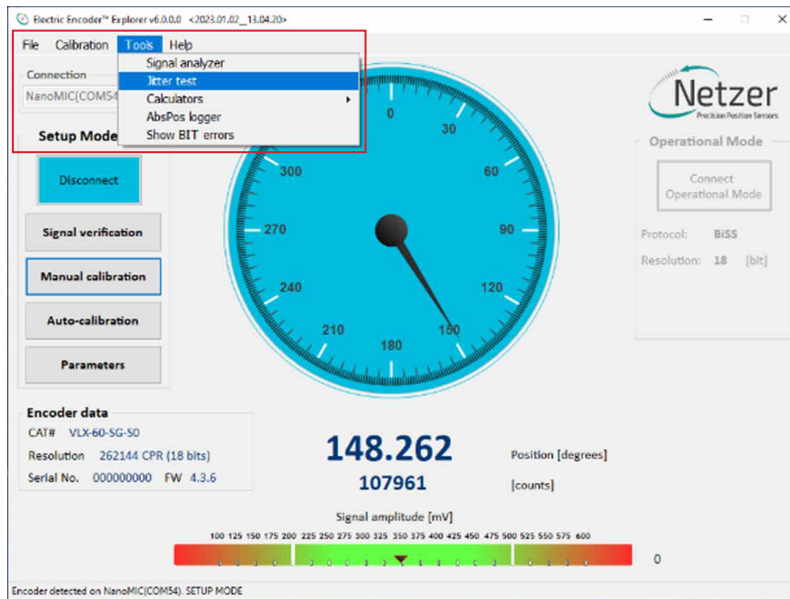 Electric Encoder™ Explorer v6.0.0.0 <2023.01.02_13.04.20>
File Calibration Tools Help
Signal analyzer
Jitter test
Calculators
AbsPos logger
Show BIT errors
Connection
NanoMIC(COM54
Setup Mode
Disconnect
Signal verification
Manual calibration
Auto-calibration
Parameters
0
30
60
90
120
150
180
210
240
270
300
Netzer
Precision Position Sensors
Operational Mode
Connect
Operational Mode
Protocol: BiSS
Resolution: 18 [bit]
Encoder data
CAT# VLX-60-SG-S0
Resolution 262144 CPR (18 bits)
Serial No. 000000000 FW 4.3.6
148.262 Position [degrees]
107961 [counts]
Signal amplitude [mV]
100 125 150 175 200 225 250 275 300 325 350 375 400 425 450 475 500 525 550 575 600
0
Encoder detected on NanoMIC(COM54). SETUP MODE